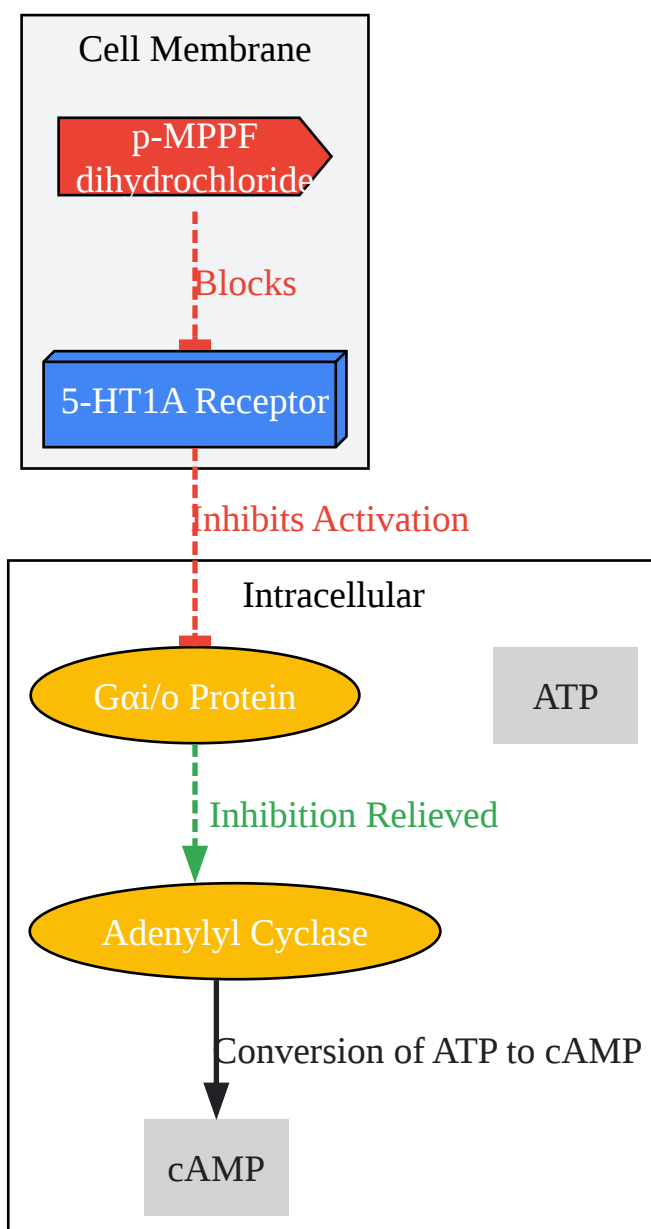 Cell Membrane
p-MPPF
dihydrochloride
Blocks
5-HT1A Receptor
Inhibits Activation
Intracellular
Gαi/o Protein
ATP
Inhibition Relieved
Adenylyl Cyclase
Conversion of ATP to cAMP
cAMP